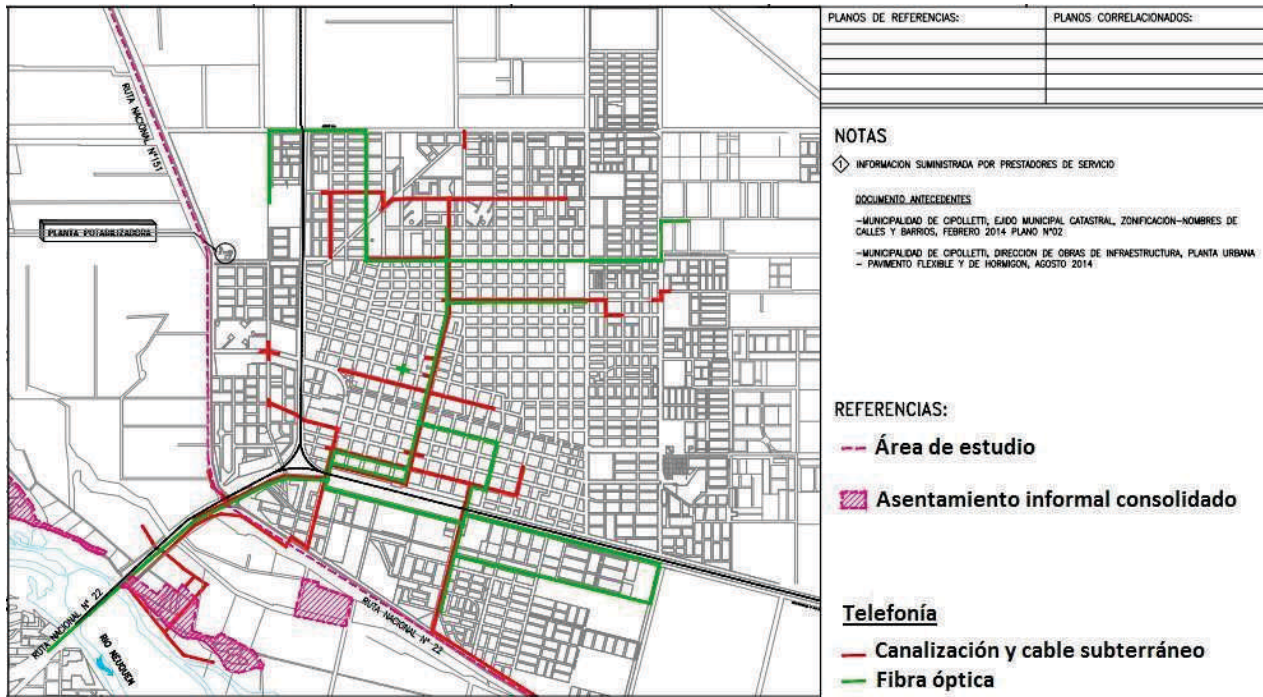 PLANOS DE REFERENCIAS:
PLANOS CORRELACIONADOS:
NOTAS
1 INFORMACION SUMINISTRADA POR PRESTADORES DE SERVICIO
DOCUMENTO ANTECEDENTES
-MUNICIPALIDAD DE CIPOLLETTI, EJIDO MUNICIPAL CATASTRAL, ZONIFICACION-NOMBRES DE
CALLES Y BARRIOS, FEBRERO 2014 PLANO N°02
-MUNICIPALIDAD DE CIPOLLETTI, DIRECCION DE OBRAS DE INFRAESTRUCTURA, PLANTA URBANA
- PAVIMENTO FLEXIBLE Y DE HORMIGON, AGOSTO 2014
REFERENCIAS:
Área de estudio
Asentamiento informal consolidado
Telefonía
Canalización y cable subterráneo
Fibra óptica
RUTA NACIONAL N°151
PLANTA POTABILIZADORA
RUTA NACIONAL N° 22
RIO NEUQUEN
RUTA NACIONAL N° 22